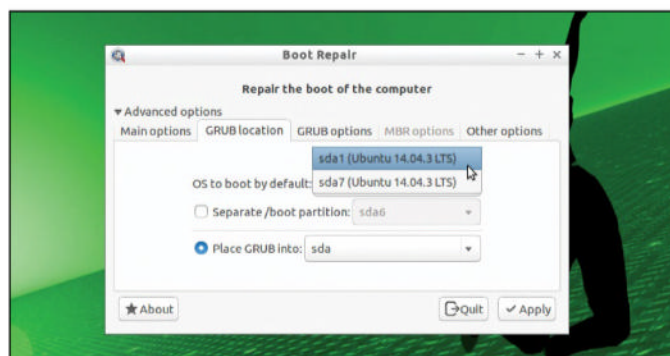 Boot Repair
Repair the boot of the computer
Advanced options
Main options GRUB location GRUB options MBR options Other options
sda1 (Ubuntu 14.04.3 LTS)
OS to boot by default: sda7 (Ubuntu 14.04.3 LTS)
Separate /boot partition: sda6
Place GRUB into: sda
About Quit Apply